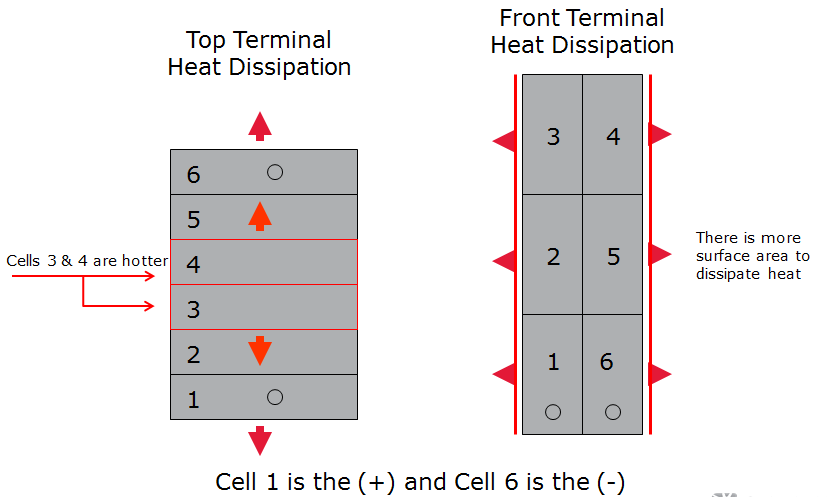 Top Terminal
Heat Dissipation
Front Terminal
Heat Dissipation
6
5
Cells 3 & 4 are hotter
4
3
2
1
3 4
2 5
1 6
There is more
surface area to
dissipate heat
Cell 1 is the (+) and Cell 6 is the (-)